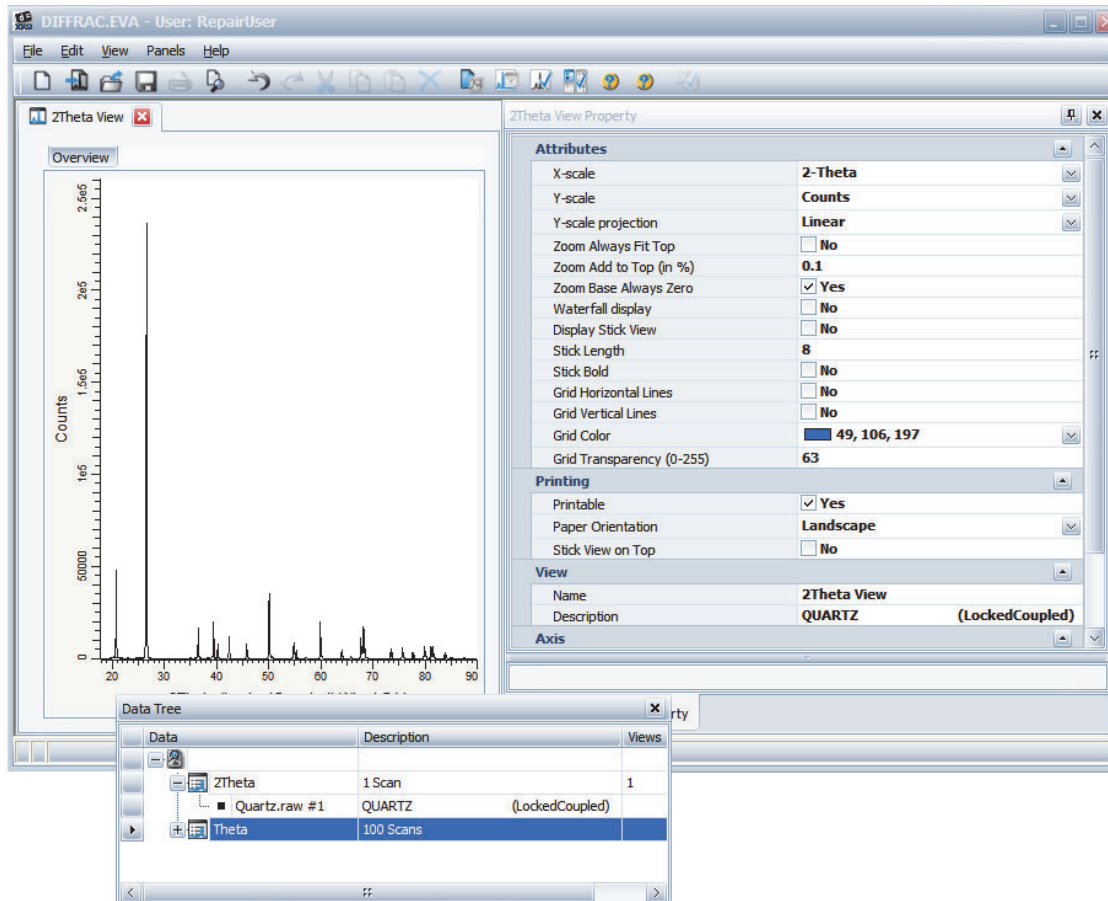 DIFFRAC.EVA - User: RepairUser
File Edit View Panels Help
2Theta View
2Theta View Property
Overview
Attributes
X-scale 2-Theta
Y-scale Counts
Y-scale projection Linear
Zoom Always Fit Top No
Zoom Add to Top (in %) 0.1
Zoom Base Always Zero Yes
Waterfall display No
Display Stick View No
Stick Length 8
Stick Bold No
Grid Horizontal Lines No
Grid Vertical Lines No
Grid Color 49, 106, 197
Grid Transparency (0-255) 63
Printing
Printable Yes
Paper Orientation Landscape
Stick View on Top No
View
Name 2Theta View
Description QUARTZ (LockedCoupled)
Axis
Counts
2.5e5
2e5
1.5e5
1e5
50000
0
20 30 40 50 60 70 80 90
rty
Data Tree
Data Description Views
2Theta 1 Scan 1
Quartz.raw #1 QUARTZ (LockedCoupled)
Theta 100 Scans